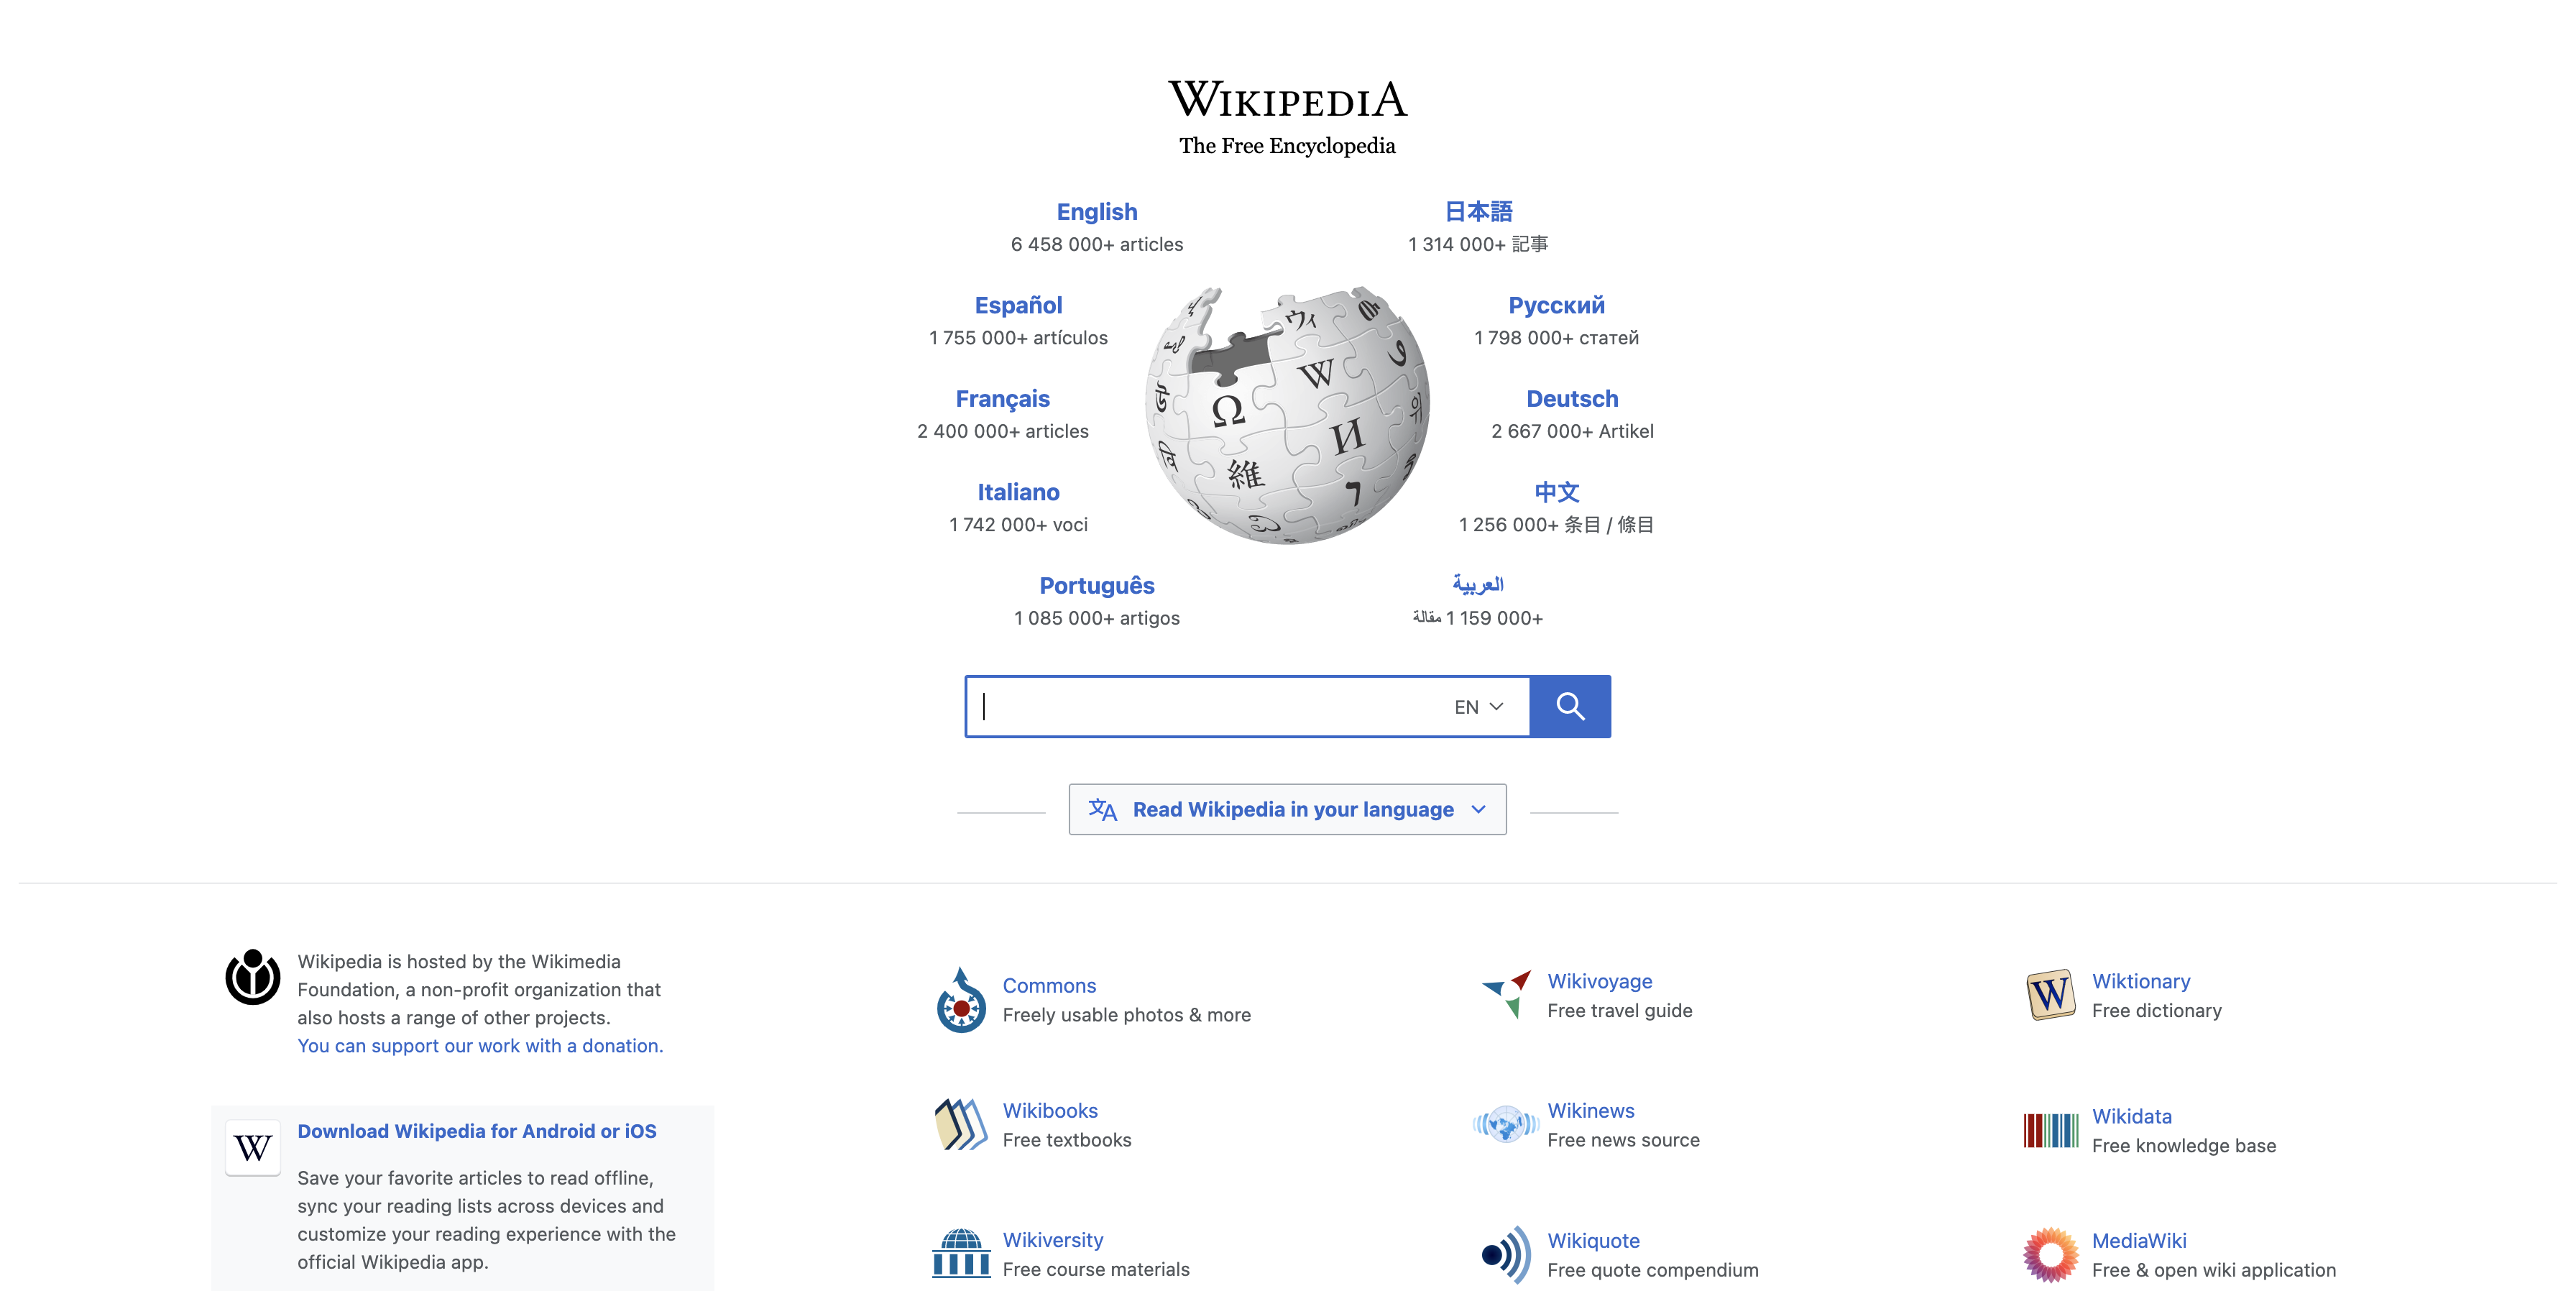 WIKIPEDIA
The Free Encyclopedia
English
6 458 000+ articles
日本語
1 314 000+ 記事
Español
1 755 000+ artículos
Русский
1 798 000+ статей
Français
2 400 000+ articles
Deutsch
2 667 000+ Artikel
Italiano
1 742 000+ voci
中文
1 256 000+ 条目 / 條目
Português
1 085 000+ artigos
العربية
1 159 000+ مقالة
Ω
W
И
維
ウィ
EN
Read Wikipedia in your language
Wikipedia is hosted by the Wikimedia
Foundation, a non-profit organization that
also hosts a range of other projects.
You can support our work with a donation.
W
Download Wikipedia for Android or iOS
Save your favorite articles to read offline,
sync your reading lists across devices and
customize your reading experience with the
official Wikipedia app.
Commons
Freely usable photos & more
Wikivoyage
Free travel guide
W
Wiktionary
Free dictionary
Wikibooks
Free textbooks
Wikinews
Free news source
Wikidata
Free knowledge base
Wikiversity
Free course materials
Wikiquote
Free quote compendium
MediaWiki
Free & open wiki application